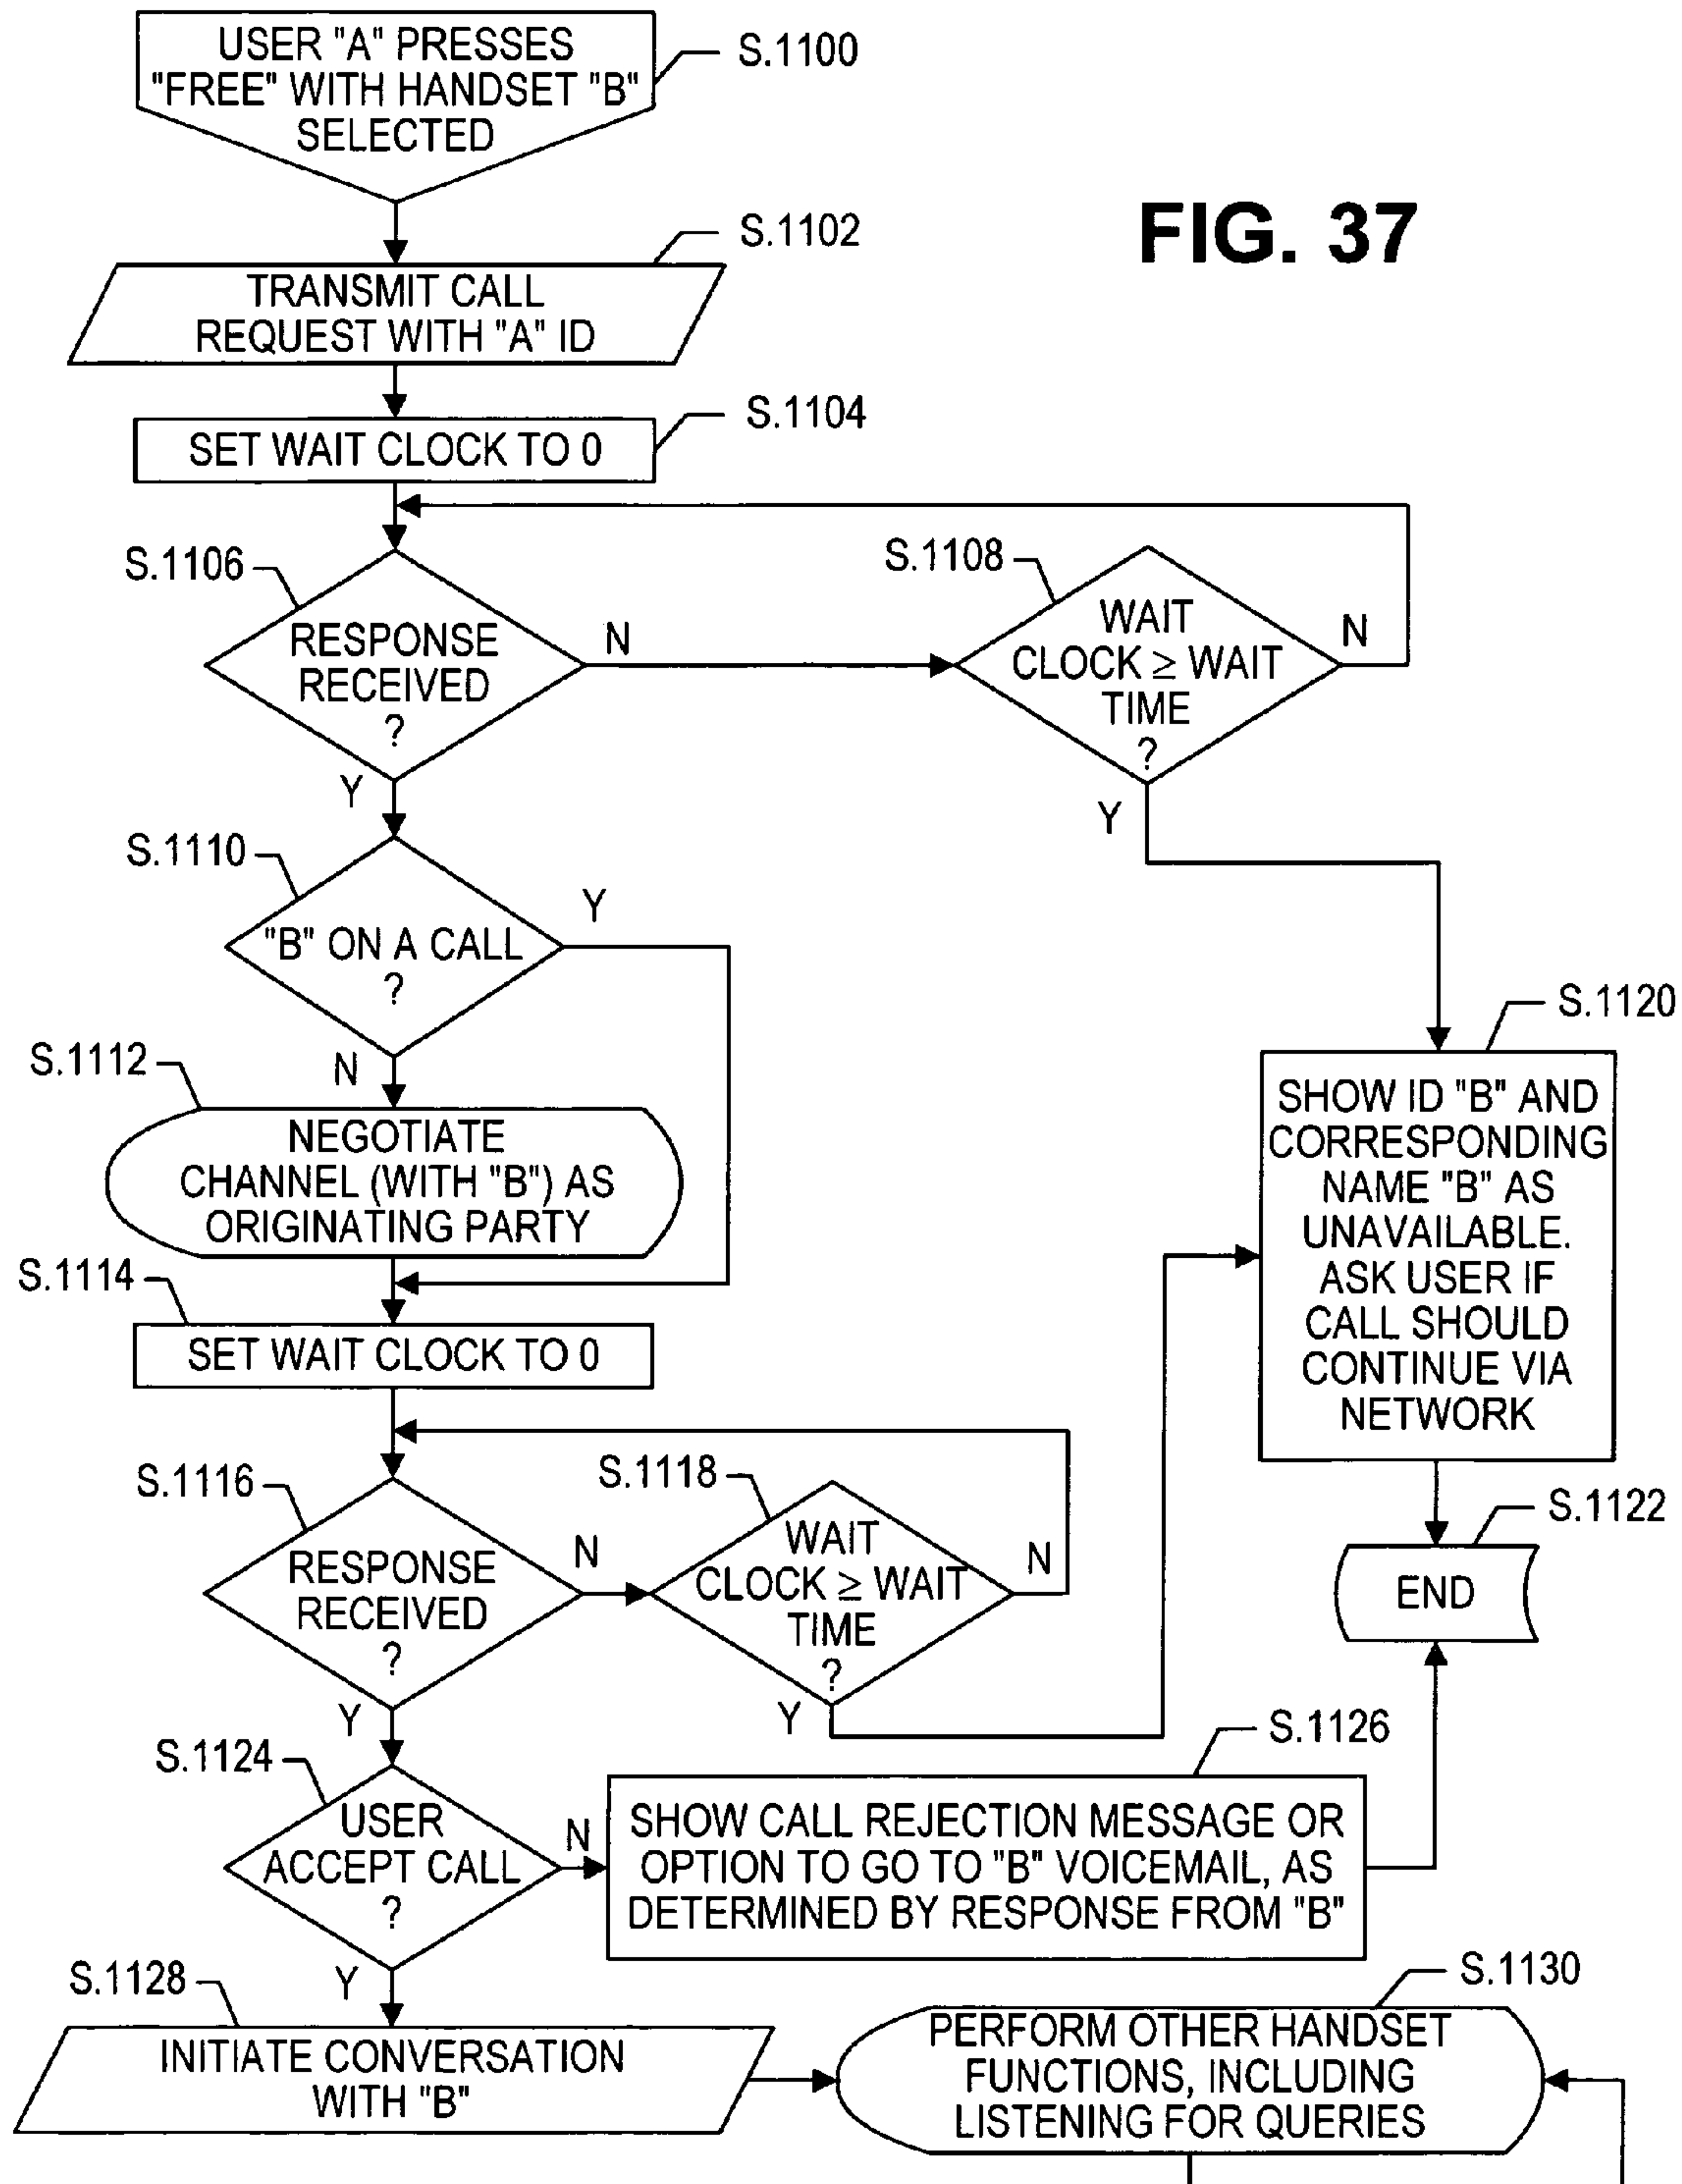 USER "A" PRESSES
"FREE" WITH HANDSET "B"
SELECTED
S.1100
FIG. 37
S.1102
TRANSMIT CALL
REQUEST WITH "A" ID
S.1104
SET WAIT CLOCK TO 0
S.1106
RESPONSE
RECEIVED
?
N
Y
S.1108
WAIT
CLOCK ≥ WAIT
TIME
?
N
Y
S.1110
"B" ON A CALL
?
Y
N
S.1112
NEGOTIATE
CHANNEL (WITH "B") AS
ORIGINATING PARTY
S.1114
SET WAIT CLOCK TO 0
S.1120
SHOW ID "B" AND
CORRESPONDING
NAME "B" AS
UNAVAILABLE.
ASK USER IF
CALL SHOULD
CONTINUE VIA
NETWORK
S.1116
RESPONSE
RECEIVED
?
N
Y
S.1118
WAIT
CLOCK ≥ WAIT
TIME
?
N
Y
S.1122
END
S.1124
USER
ACCEPT CALL
?
N
Y
S.1126
SHOW CALL REJECTION MESSAGE OR
OPTION TO GO TO "B" VOICEMAIL, AS
DETERMINED BY RESPONSE FROM "B"
S.1128
INITIATE CONVERSATION
WITH "B"
S.1130
PERFORM OTHER HANDSET
FUNCTIONS, INCLUDING
LISTENING FOR QUERIES